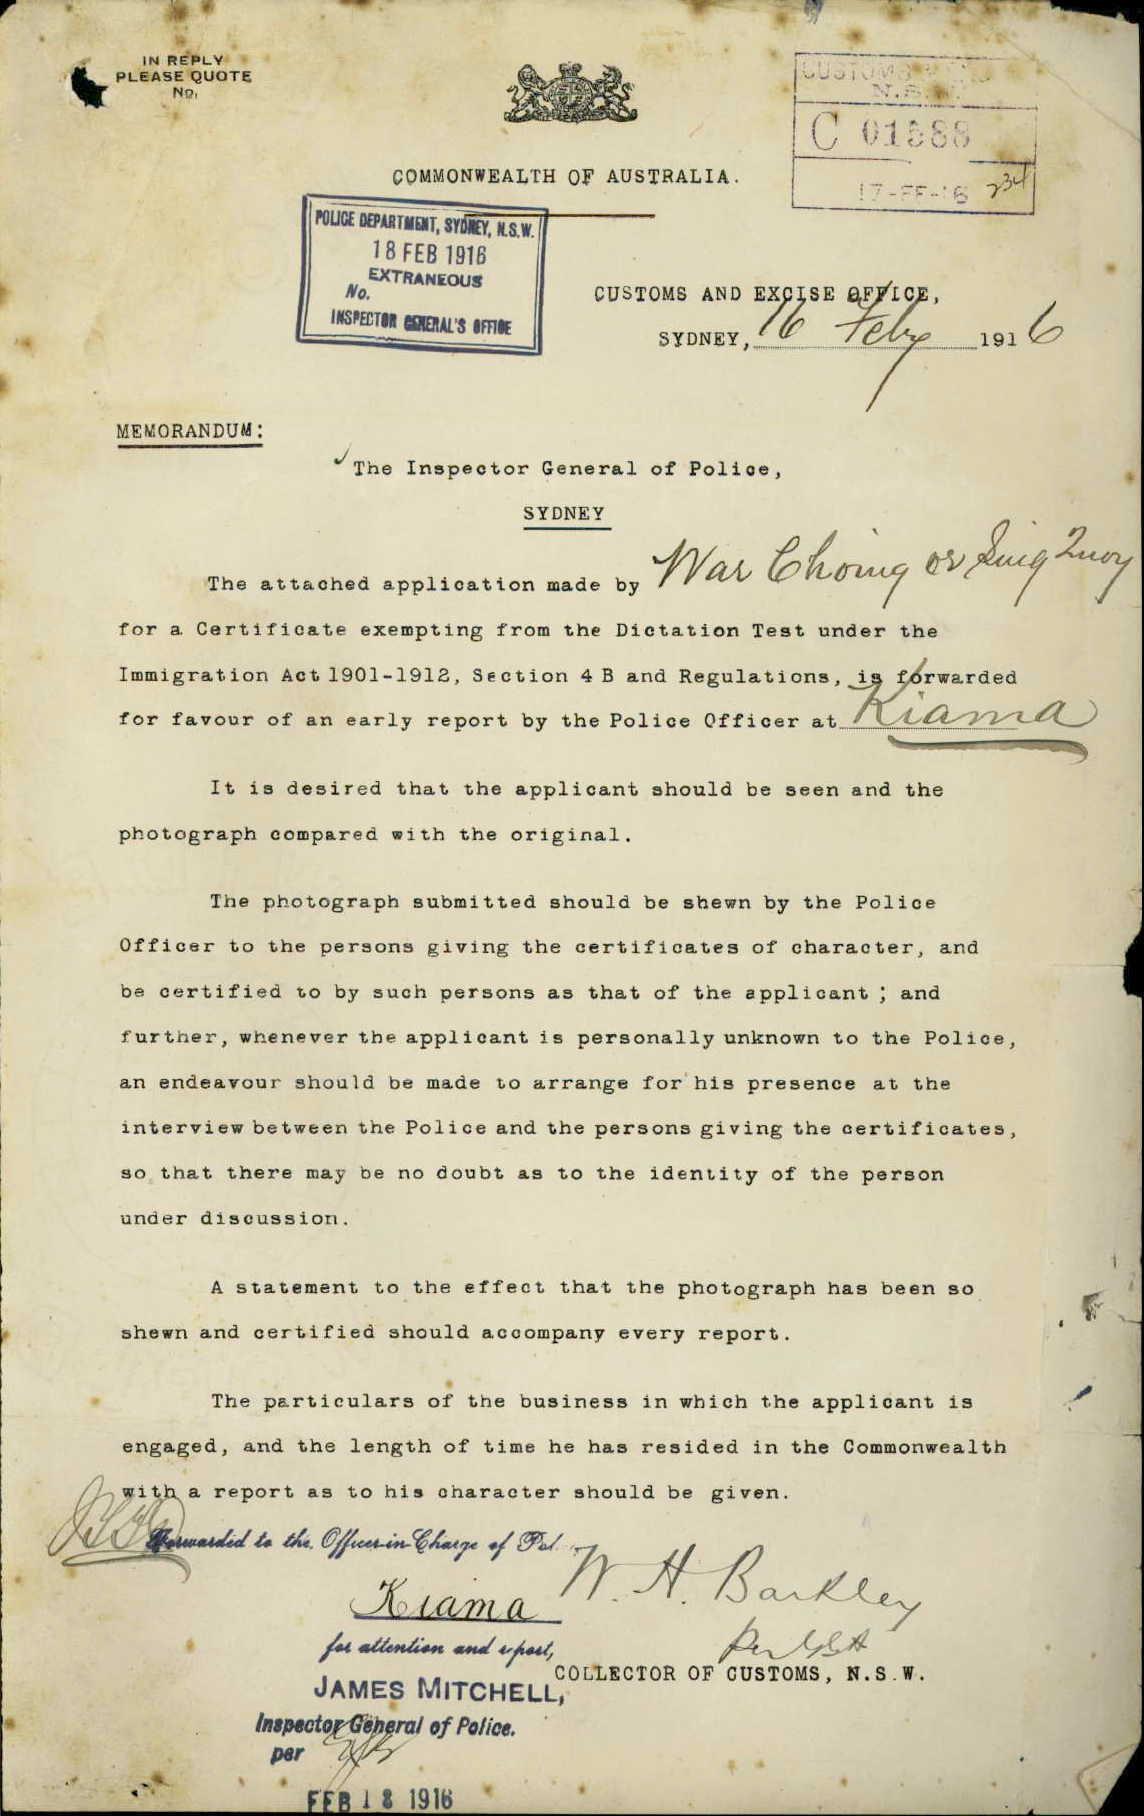 IN REPLY
PLEASE QUOTE
No.
CUSTOMS
N.S.W.
C 01588
17-FE-16 234
COMMONWEALTH OF AUSTRALIA.
POLICE DEPARTMENT, SYDNEY, N.S.W.
18 FEB 1916
EXTRANEOUS
No.
INSPECTOR GENERAL'S OFFICE
CUSTOMS AND EXCISE OFFICE,
SYDNEY, 16 Feby 1916
MEMORANDUM:
The Inspector General of Police,
SYDNEY
The attached application made by War Choing or Sing Quoy
for a Certificate exempting from the Dictation Test under the
Immigration Act 1901-1912, Section 4 B and Regulations, is forwarded
for favour of an early report by the Police Officer at Kiama
It is desired that the applicant should be seen and the
photograph compared with the original.
The photograph submitted should be shewn by the Police
Officer to the persons giving the certificates of character, and
be certified to by such persons as that of the applicant ; and
further, whenever the applicant is personally unknown to the Police,
an endeavour should be made to arrange for his presence at the
interview between the Police and the persons giving the certificates,
so that there may be no doubt as to the identity of the person
under discussion.
A statement to the effect that the photograph has been so
shewn and certified should accompany every report.
The particulars of the business in which the applicant is
engaged, and the length of time he has resided in the Commonwealth
with a report as to his character should be given.
Forwarded to the Officer-in-Charge of Pol
W. H. Barkley
Kiama
for attention and report,
per
COLLECTOR OF CUSTOMS, N.S.W.
JAMES MITCHELL,
Inspector General of Police.
per
FEB 18 1916